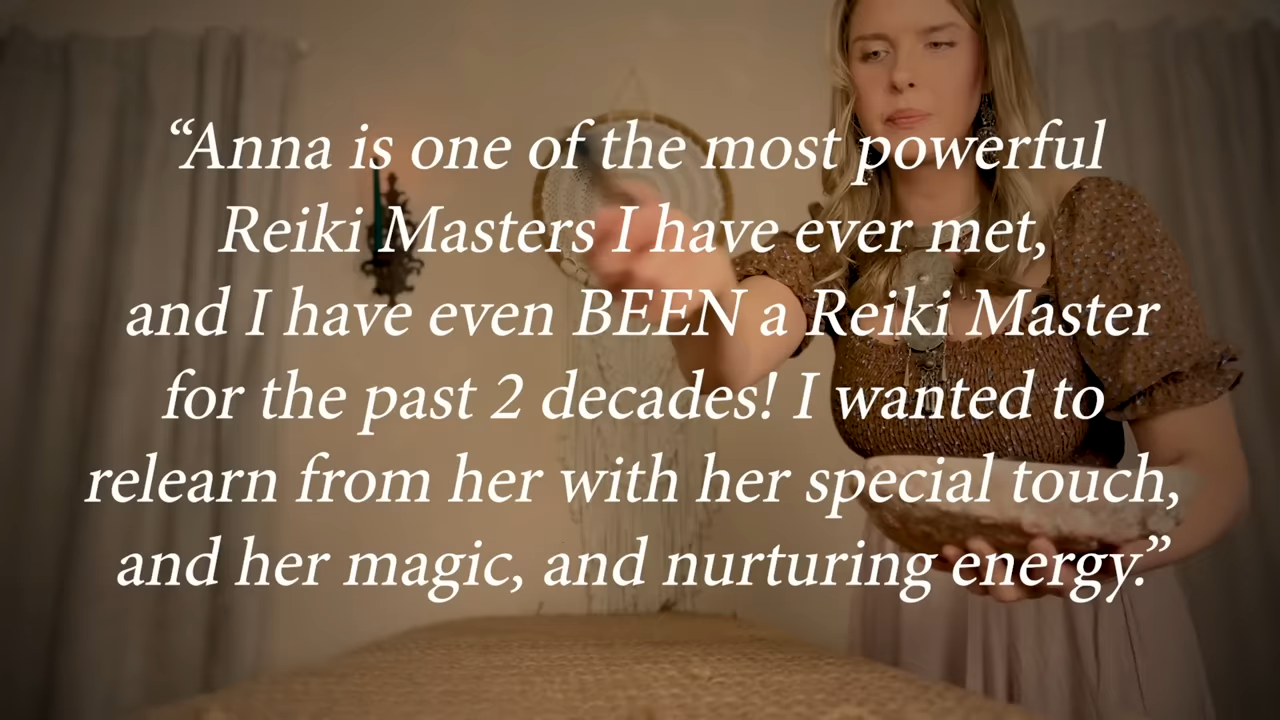 “Anna is one of the most powerful
Reiki Masters I have ever met,
and I have even BEEN a Reiki Master
for the past 2 decades! I wanted to
relearn from her with her special touch,
and her magic, and nurturing energy.”